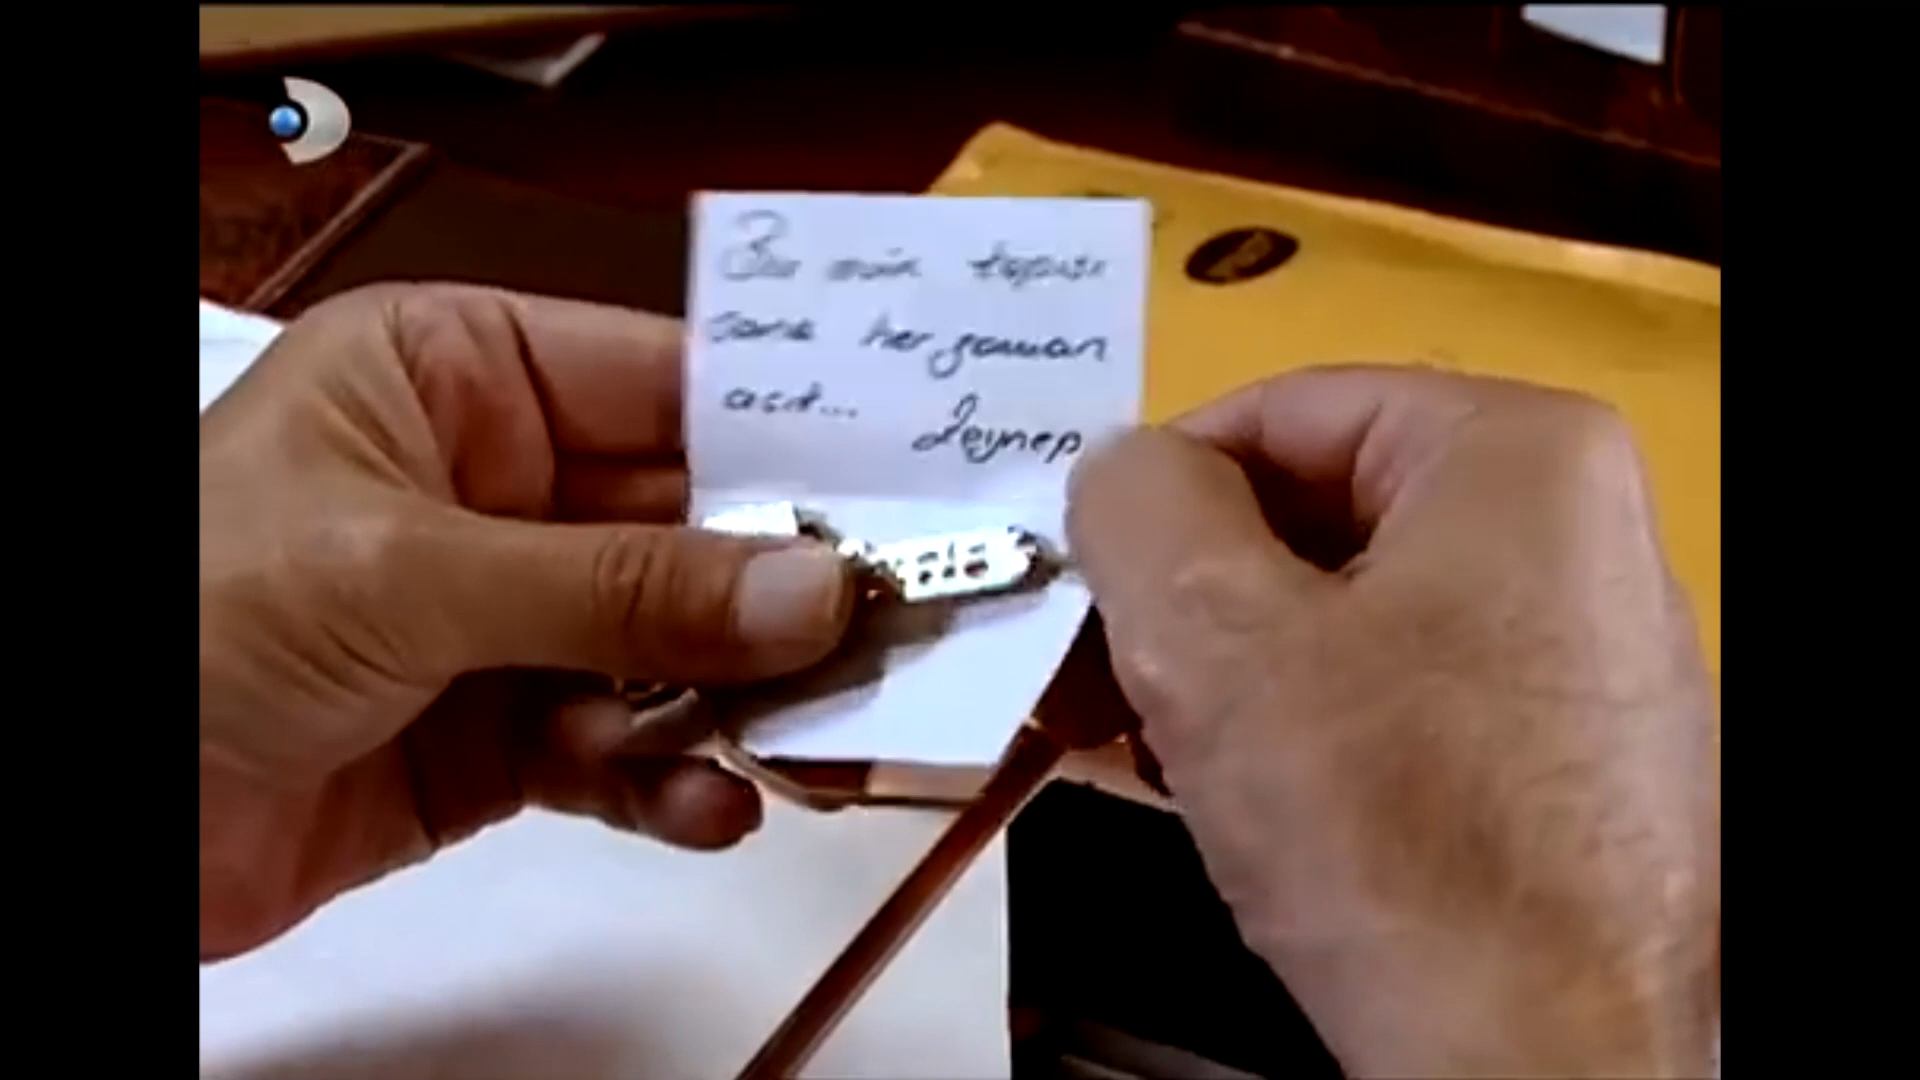 Bu evin kapısı
sana her zaman
açık...
Zeynep